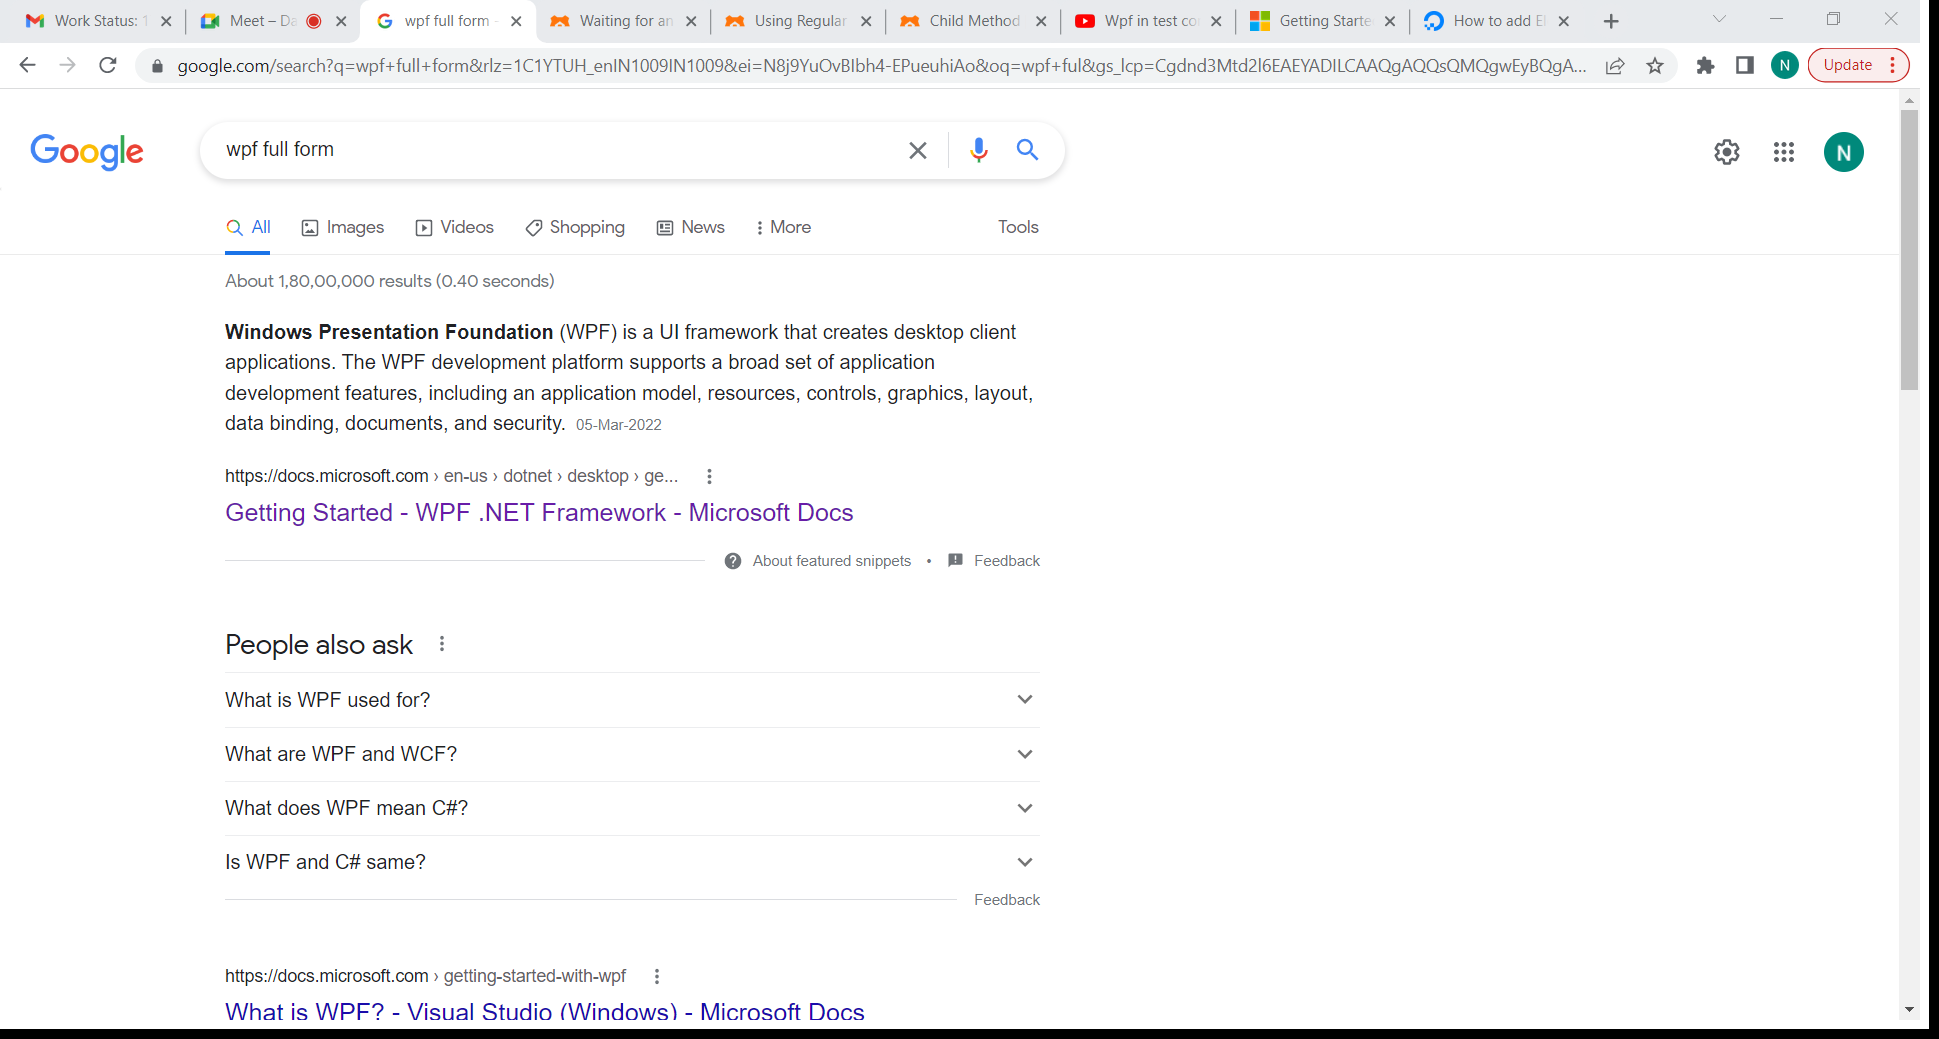 Work Status: 1
Meet – Da
wpf full form -
Waiting for an
Using Regular
Child Method
Wpf in test co
Getting Starte
How to add El
google.com/search?q=wpf+full+form&rlz=1C1YTUH_enIN1009IN1009&ei=N8j9YuOvBIbh4-EPueuhiAo&oq=wpf+ful&gs_lcp=Cgdnd3Mtd2l6EAEYADILCAAQgAQQsQMQgwEyBQgA...
N
Update
Google
wpf full form
N
All
Images
Videos
Shopping
News
More
Tools
About 1,80,00,000 results (0.40 seconds)
Windows Presentation Foundation (WPF) is a UI framework that creates desktop client
applications. The WPF development platform supports a broad set of application
development features, including an application model, resources, controls, graphics, layout,
data binding, documents, and security. 05-Mar-2022
https://docs.microsoft.com › en-us › dotnet › desktop › ge...
Getting Started - WPF .NET Framework - Microsoft Docs
About featured snippets • Feedback
People also ask
What is WPF used for?
What are WPF and WCF?
What does WPF mean C#?
Is WPF and C# same?
Feedback
https://docs.microsoft.com › getting-started-with-wpf
What is WPF? - Visual Studio (Windows) - Microsoft Docs